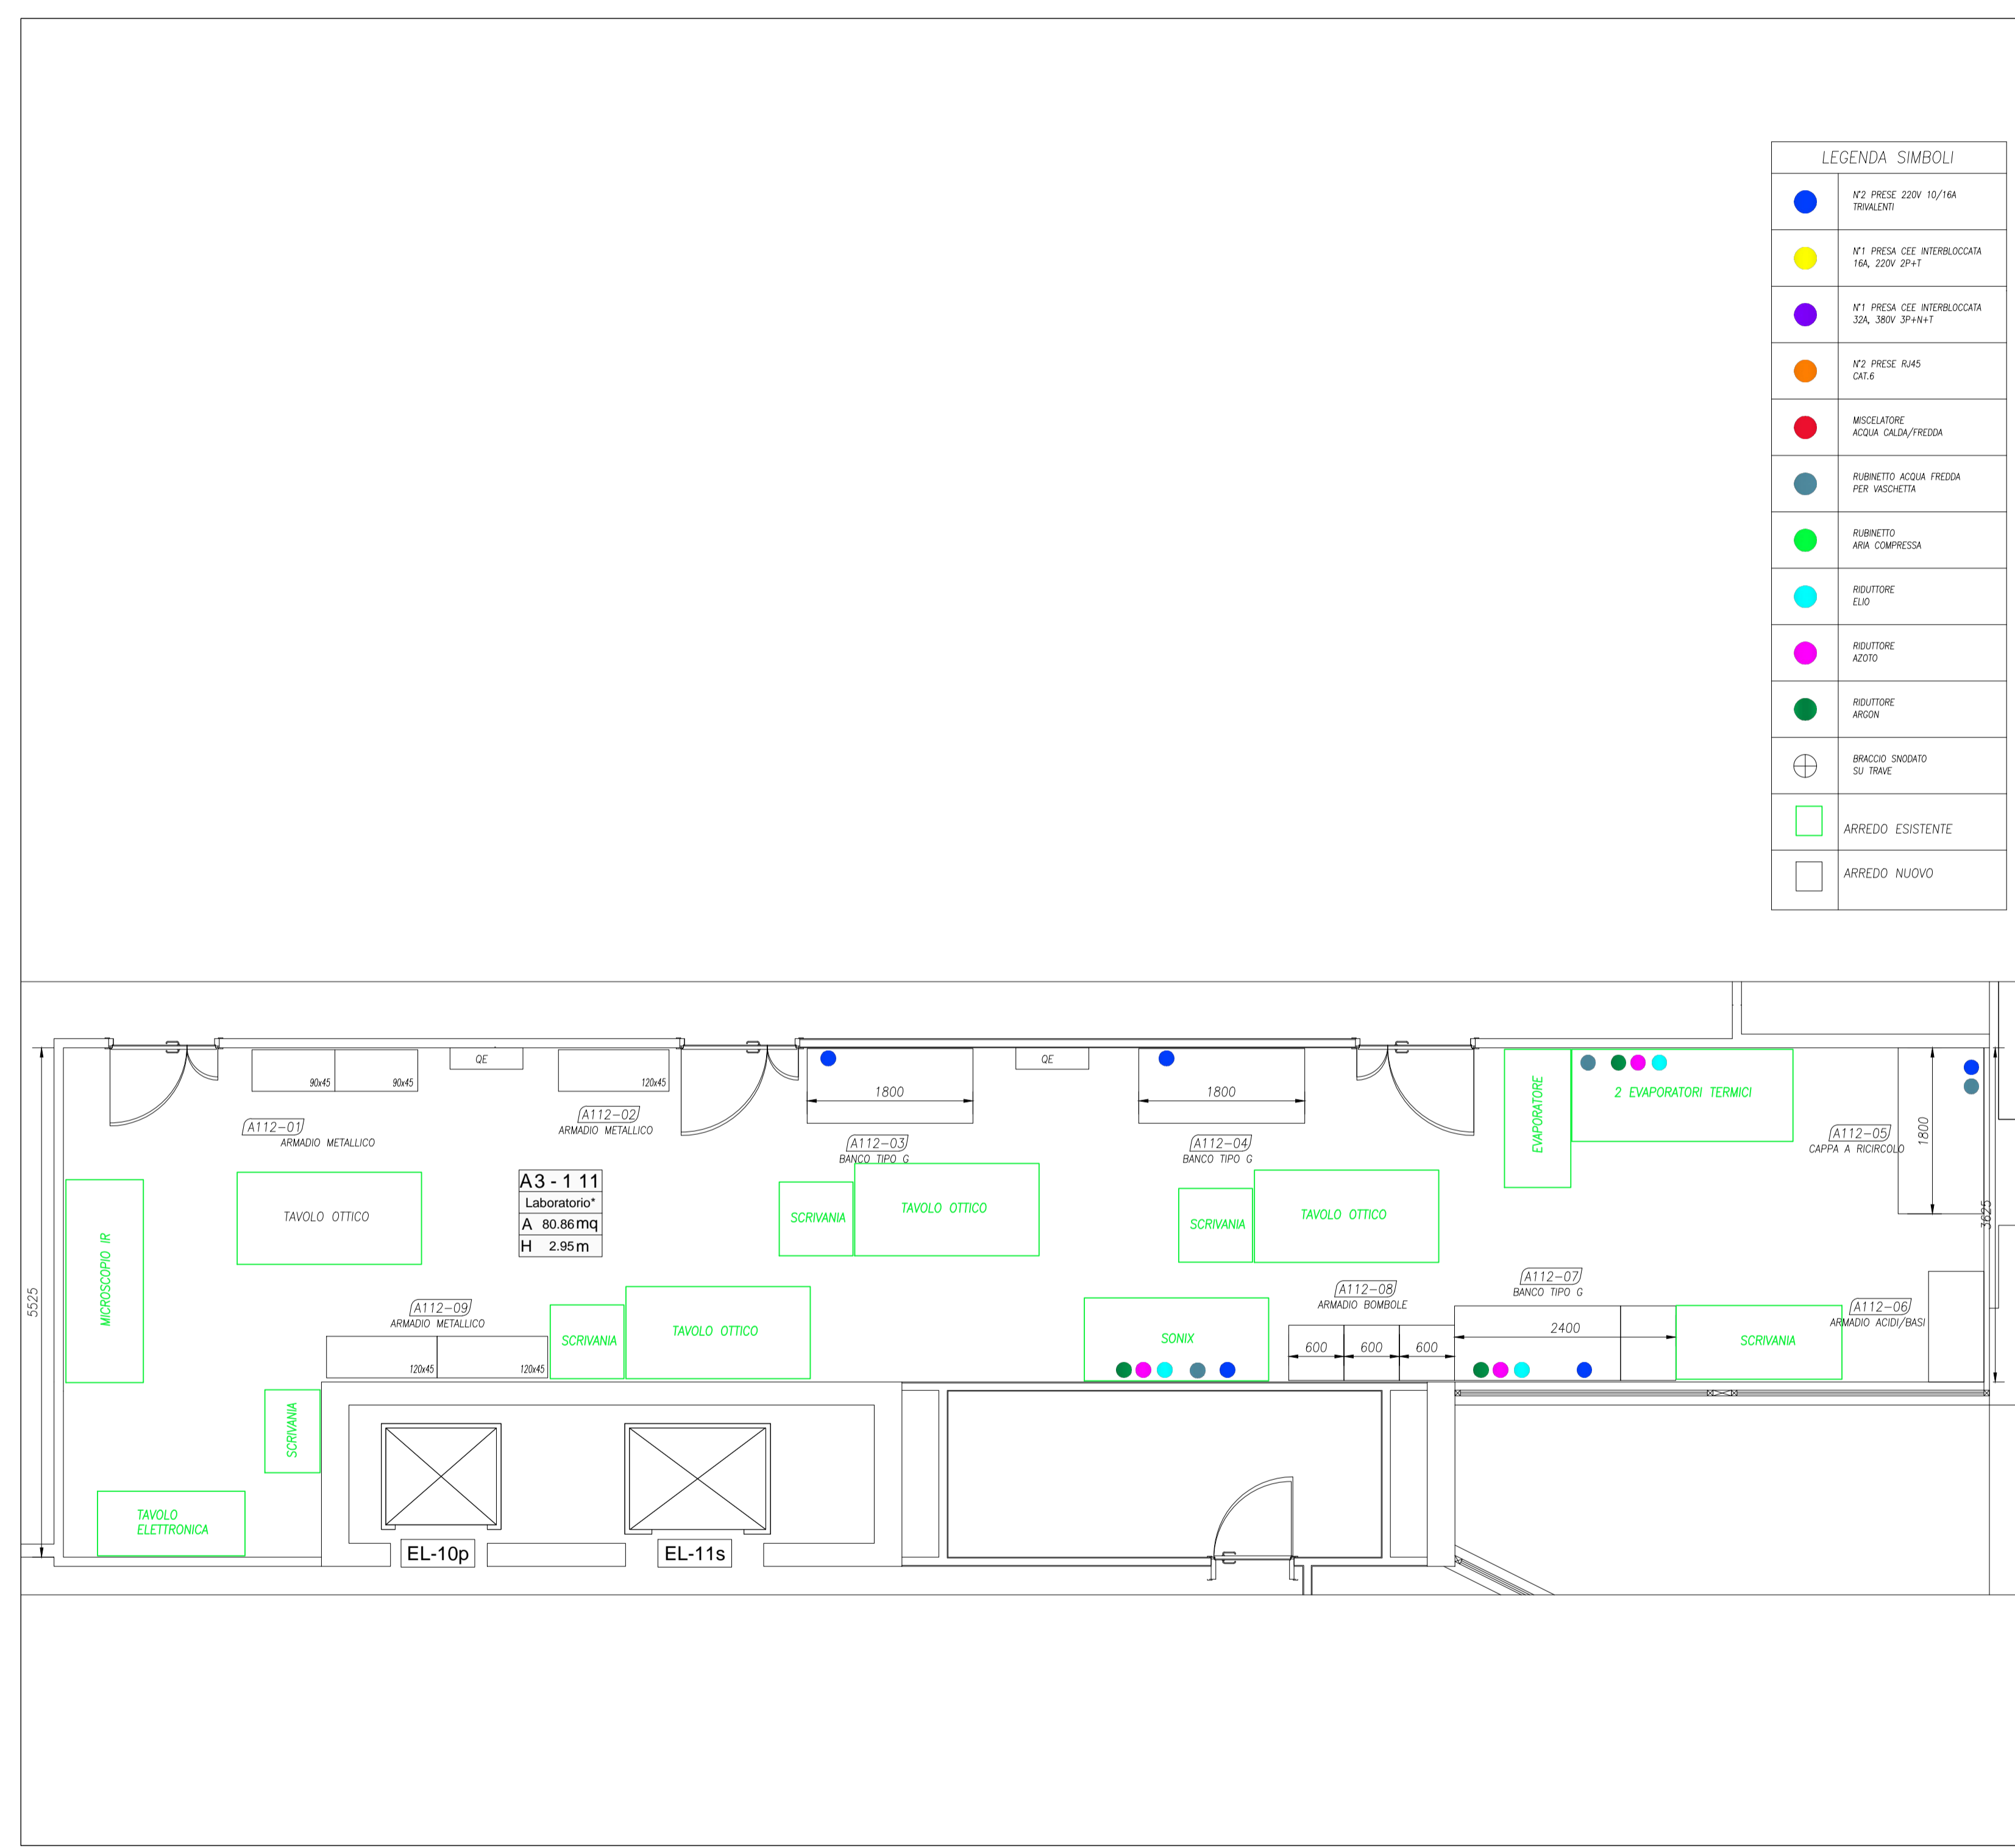 LEGENDA SIMBOLI
N°2 PRESE 220V 10/16A
TRIVALENTI
N°1 PRESA CEE INTERBLOCCATA
16A, 220V 2P+T
N°1 PRESA CEE INTERBLOCCATA
32A, 380V 3P+N+T
N°2 PRESE RJ45
CAT.6
MISCELATORE
ACQUA CALDA/FREDDA
RUBINETTO ACQUA FREDDA
PER VASCHETTA
RUBINETTO
ARIA COMPRESSA
RIDUTTORE
ELIO
RIDUTTORE
AZOTO
RIDUTTORE
ARGON
BRACCIO SNODATO
SU TRAVE
ARREDO ESISTENTE
ARREDO NUOVO
90x45
90x45
QE
120x45
QE
1800
1800
1800
3625
5525
A112-01
ARMADIO METALLICO
A112-02
ARMADIO METALLICO
A112-03
BANCO TIPO G
A112-04
BANCO TIPO G
EVAPORATORE
2 EVAPORATORI TERMICI
A112-05
CAPPA A RICIRCOLO
MICROSCOPIO IR
TAVOLO OTTICO
A3 - 1 11
Laboratorio*
A 80.86 mq
H 2.95 m
SCRIVANIA
TAVOLO OTTICO
SCRIVANIA
TAVOLO OTTICO
A112-09
ARMADIO METALLICO
120x45
120x45
SCRIVANIA
TAVOLO OTTICO
SONIX
A112-08
ARMADIO BOMBOLE
600
600
600
A112-07
BANCO TIPO G
2400
SCRIVANIA
A112-06
ARMADIO ACIDI/BASI
SCRIVANIA
TAVOLO
ELETTRONICA
EL-10p
EL-11s